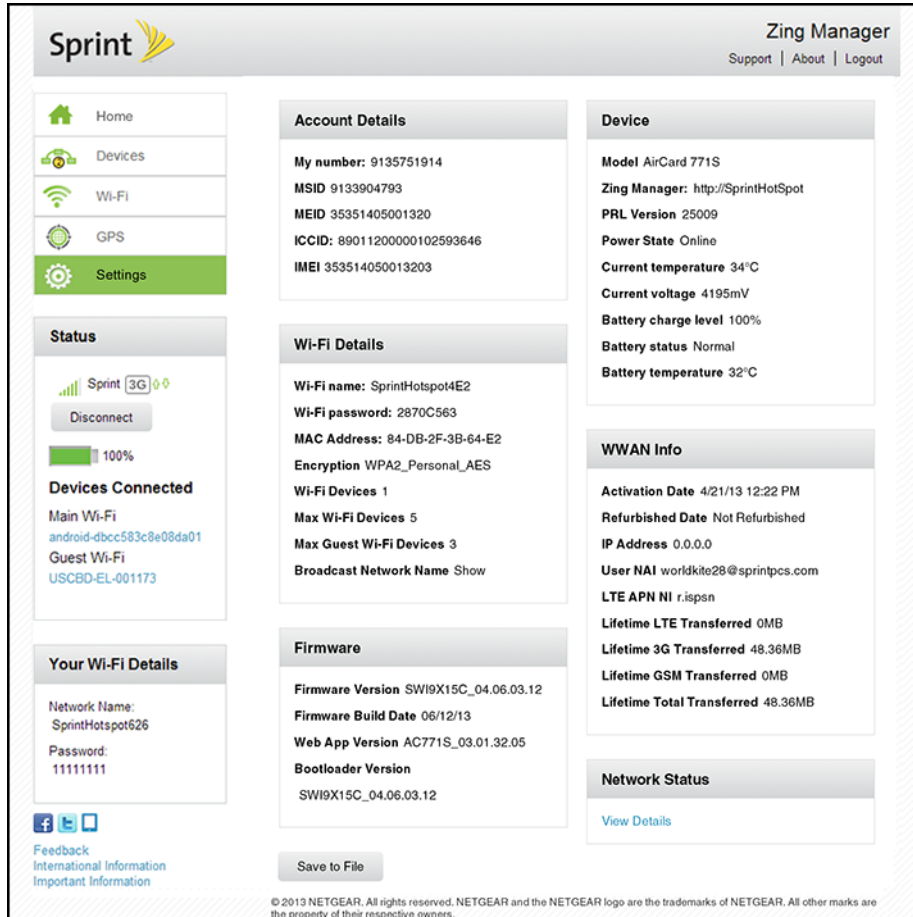 Sprint
Zing Manager
Support | About | Logout
Home
Devices
2
Wi-Fi
GPS
Settings
Status
Sprint 3G
Disconnect
100%
Devices Connected
Main Wi-Fi
android-dbcc583c8e08da01
Guest Wi-Fi
USCBD-EL-001173
Your Wi-Fi Details
Network Name:
SprintHotspot626
Password:
11111111
Feedback
International Information
Important Information
Account Details
My number: 9135751914
MSID 9133904793
MEID 35351405001320
ICCID: 89011200000102593646
IMEI 353514050013203
Wi-Fi Details
Wi-Fi name: SprintHotspot4E2
Wi-Fi password: 2870C563
MAC Address: 84-DB-2F-3B-64-E2
Encryption WPA2_Personal_AES
Wi-Fi Devices 1
Max Wi-Fi Devices 5
Max Guest Wi-Fi Devices 3
Broadcast Network Name Show
Firmware
Firmware Version SWI9X15C_04.06.03.12
Firmware Build Date 06/12/13
Web App Version AC771S_03.01.32.05
Bootloader Version
SWI9X15C_04.06.03.12
Save to File
Device
Model AirCard 771S
Zing Manager: http://SprintHotSpot
PRL Version 25009
Power State Online
Current temperature 34°C
Current voltage 4195mV
Battery charge level 100%
Battery status Normal
Battery temperature 32°C
WWAN Info
Activation Date 4/21/13 12:22 PM
Refurbished Date Not Refurbished
IP Address 0.0.0.0
User NAI worldkite28@sprintpcs.com
LTE APN NI r.ispsn
Lifetime LTE Transferred 0MB
Lifetime 3G Transferred 48.36MB
Lifetime GSM Transferred 0MB
Lifetime Total Transferred 48.36MB
Network Status
View Details
© 2013 NETGEAR. All rights reserved. NETGEAR and the NETGEAR logo are the trademarks of NETGEAR. All other marks are
the property of their respective owners.